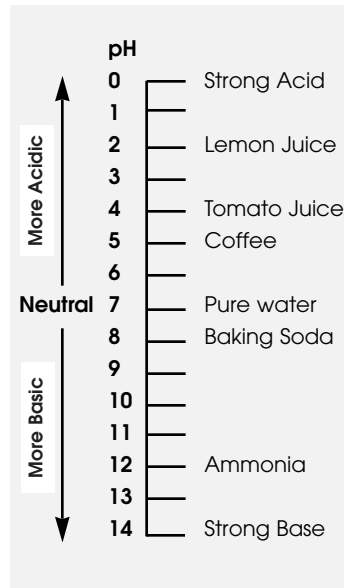 pH
0 Strong Acid
1
2 Lemon Juice
3
4 Tomato Juice
5 Coffee
6
Neutral 7 Pure water
8 Baking Soda
9
10
11
12 Ammonia
13
14 Strong Base
More Acidic
More Basic